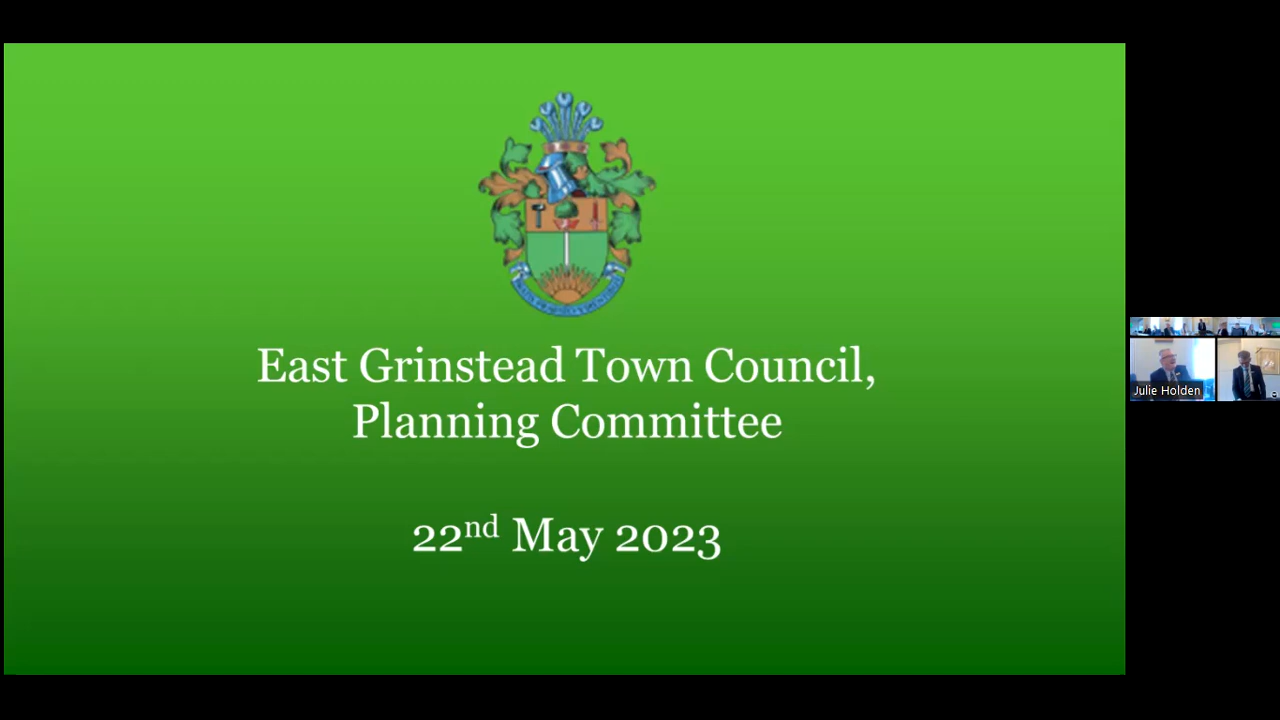 East Grinstead Town Council,
Planning Committee
22nd May 2023
Julie Holden